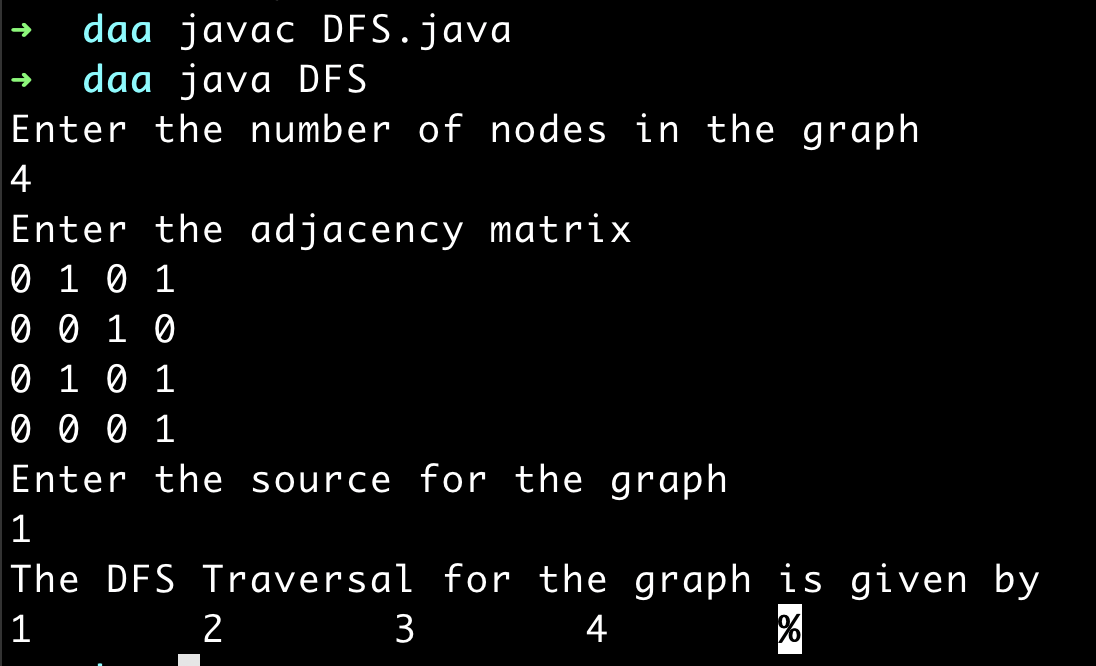 ➜  daa javac DFS.java
➜  daa java DFS
Enter the number of nodes in the graph
4
Enter the adjacency matrix
0 1 0 1
0 0 1 0
0 1 0 1
0 0 0 1
Enter the source for the graph
1
The DFS Traversal for the graph is given by
1       2       3       4       %